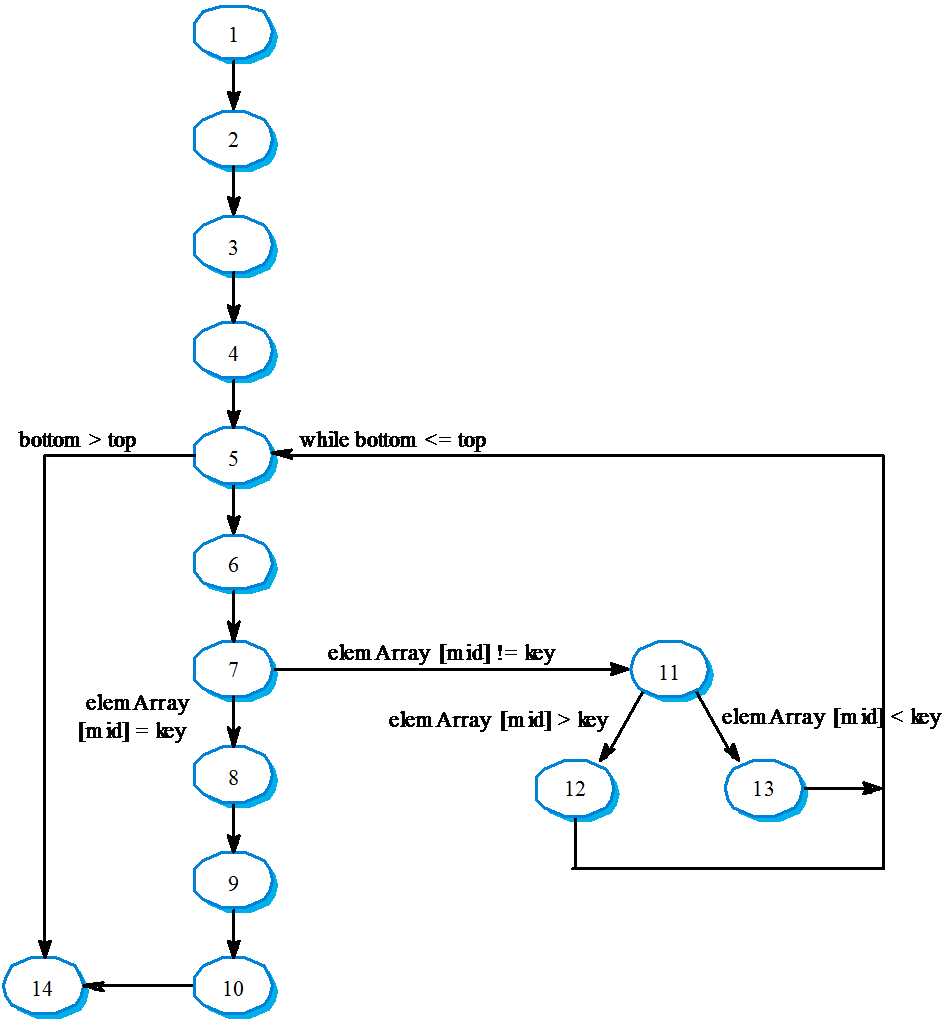 1
2
3
4
bottom > top
while bottom <= top
5
6
7
elemArray [mid] != key
11
elemArray
[mid] = key
elemArray [mid] > key
elemArray [mid] < key
8
12
13
9
14
10